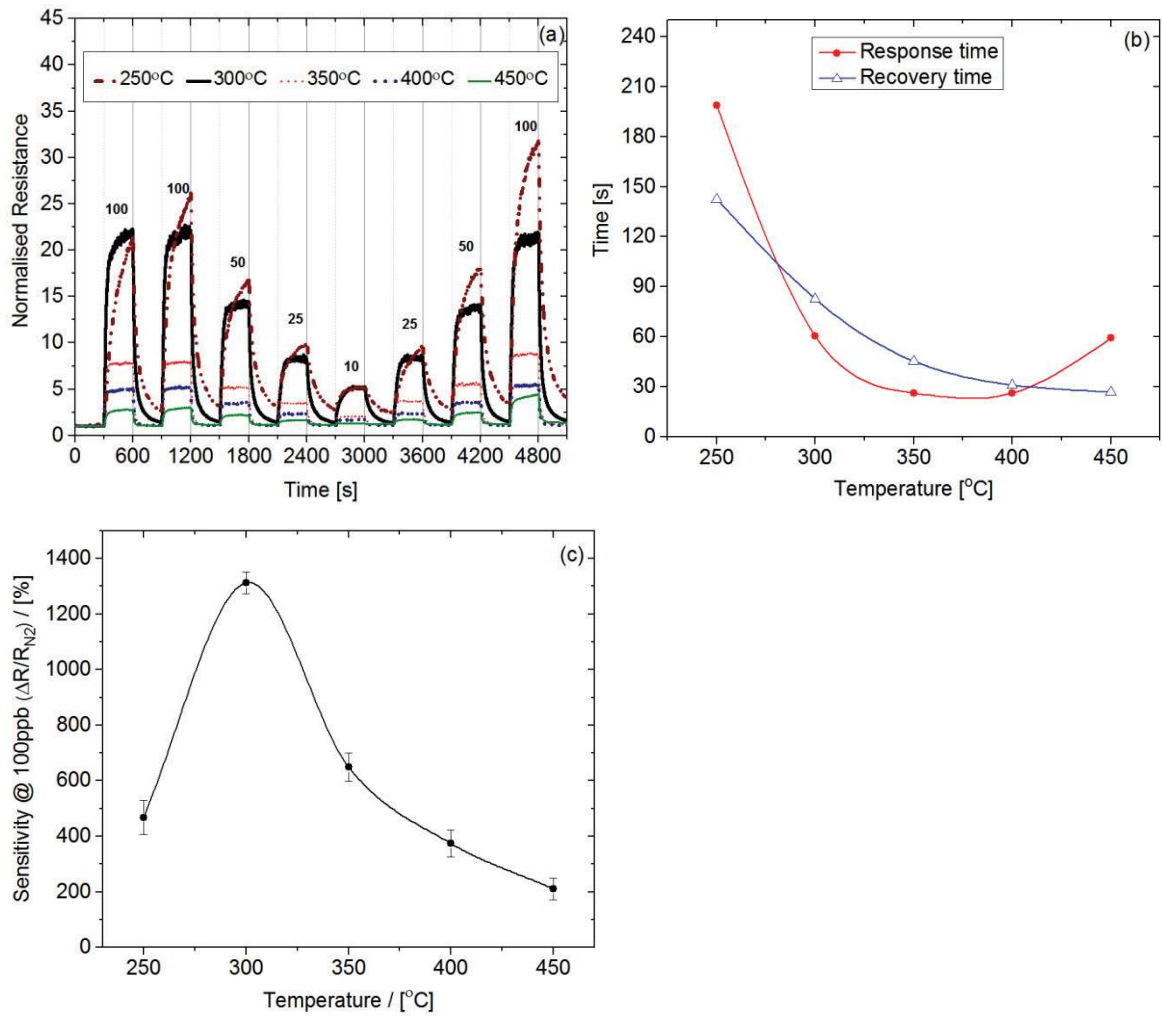 (a)
45
40
35
30
25
20
15
10
5
0
Normalised Resistance
250°C 300°C 350°C 400°C 450°C
100
100
50
25
10
25
50
100
0 600 1200 1800 2400 3000 3600 4200 4800
Time [s]
(b)
240
210
180
150
120
90
60
30
0
Time [s]
Response time
Recovery time
250 300 350 400 450
Temperature [°C]
(c)
1400
1200
1000
800
600
400
200
0
Sensitivity @ 100ppb (ΔR/R_N2) / [%]
250 300 350 400 450
Temperature / [°C]